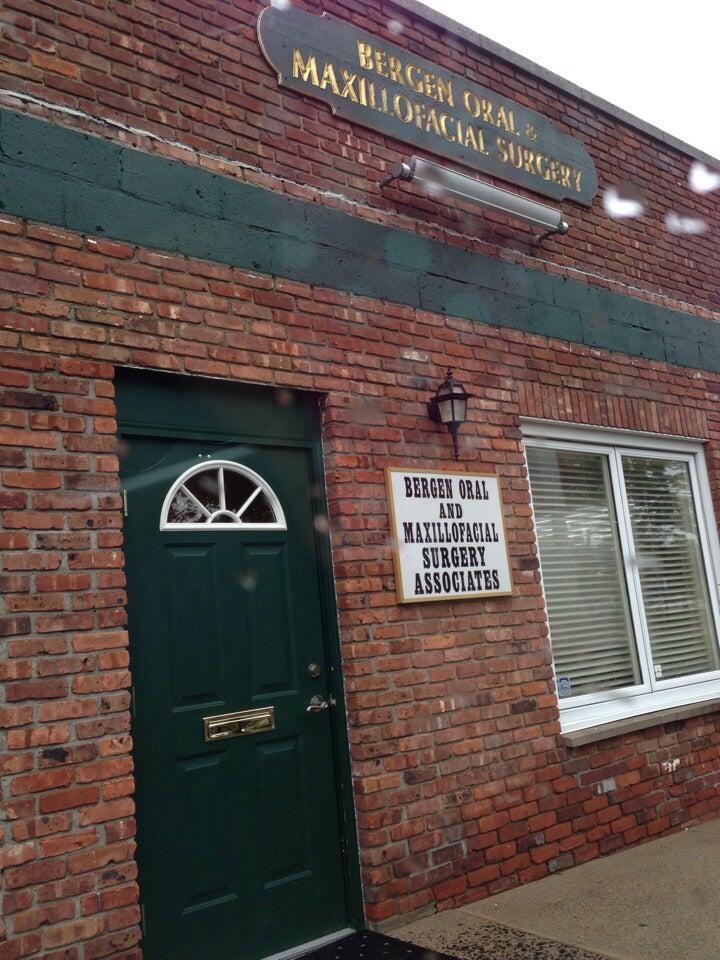 BERGEN ORAL &
MAXILLOFACIAL SURGERY
BERGEN ORAL
AND
MAXILLOFACIAL
SURGERY
ASSOCIATES